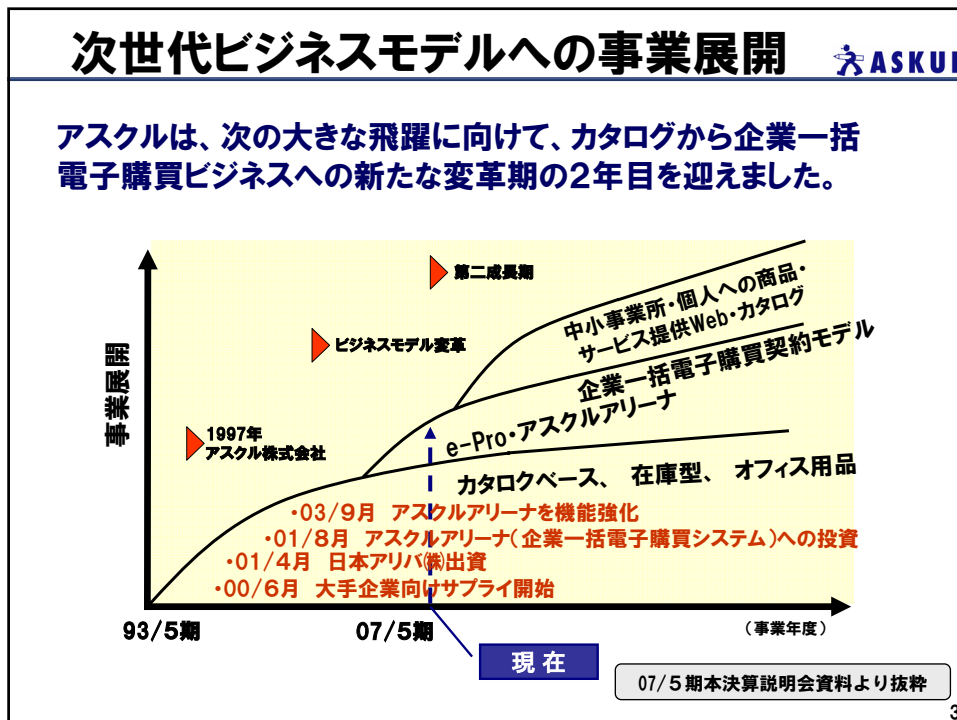 次世代ビジネスモデルへの事業展開
ASKUL
アスクルは、次の大きな飛躍に向けて、カタログから企業一括
電子購買ビジネスへの新たな変革期の2年目を迎えました。
事業展開
第二成長期
ビジネスモデル変革
1997年
アスクル株式会社
中小事業所・個人への商品・
サービス提供Web・カタログ
企業一括電子購買契約モデル
e-Pro・アスクルアリーナ
カタロクベース、 在庫型、 オフィス用品
・03/9月 アスクルアリーナを機能強化
・01/8月 アスクルアリーナ(企業一括電子購買システム)への投資
・01/4月 日本アリバ㈱出資
・00/6月 大手企業向けサプライ開始
93/5期
07/5期
(事業年度)
現在
07/5期本決算説明会資料より抜粋
3